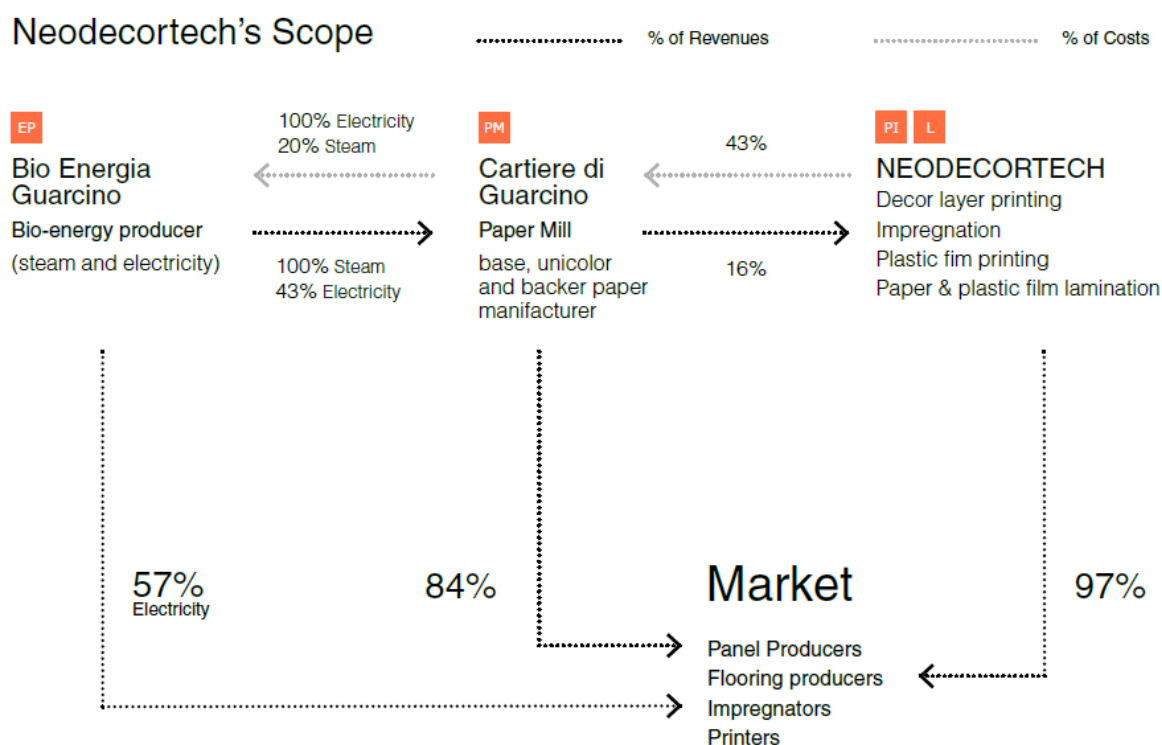 Neodecortech's Scope
% of Revenues
% of Costs
EP
100% Electricity
20% Steam
PM
43%
PI
L
Bio Energia
Guarcino
Bio-energy producer
(steam and electricity)
100% Steam
43% Electricity
Cartiere di
Guarcino
Paper Mill
base, unicolor
and backer paper
manifacturer
16%
NEODECORTECH
Decor layer printing
Impregnation
Plastic fim printing
Paper & plastic film lamination
57%
Electricity
84%
Market
97%
Panel Producers
Flooring producers
Impregnators
Printers